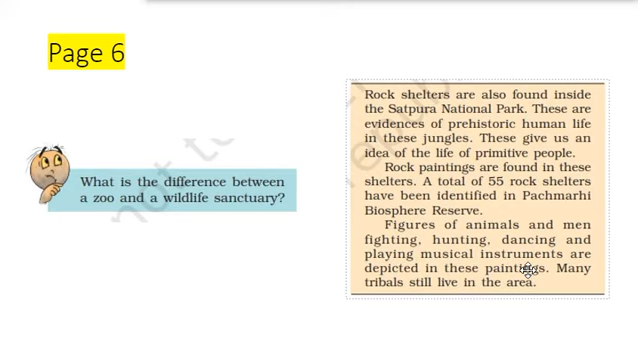 Page 6
What is the difference between
a zoo and a wildlife sanctuary?
Rock shelters are also found inside
the Satpura National Park. These are
evidences of prehistoric human life
in these jungles. These give us an
idea of the life of primitive people.
Rock paintings are found in these
shelters. A total of 55 rock shelters
have been identified in Pachmarhi
Biosphere Reserve.
Figures of animals and men
fighting, hunting, dancing and
playing musical instruments are
depicted in these paintings. Many
tribals still live in the area.